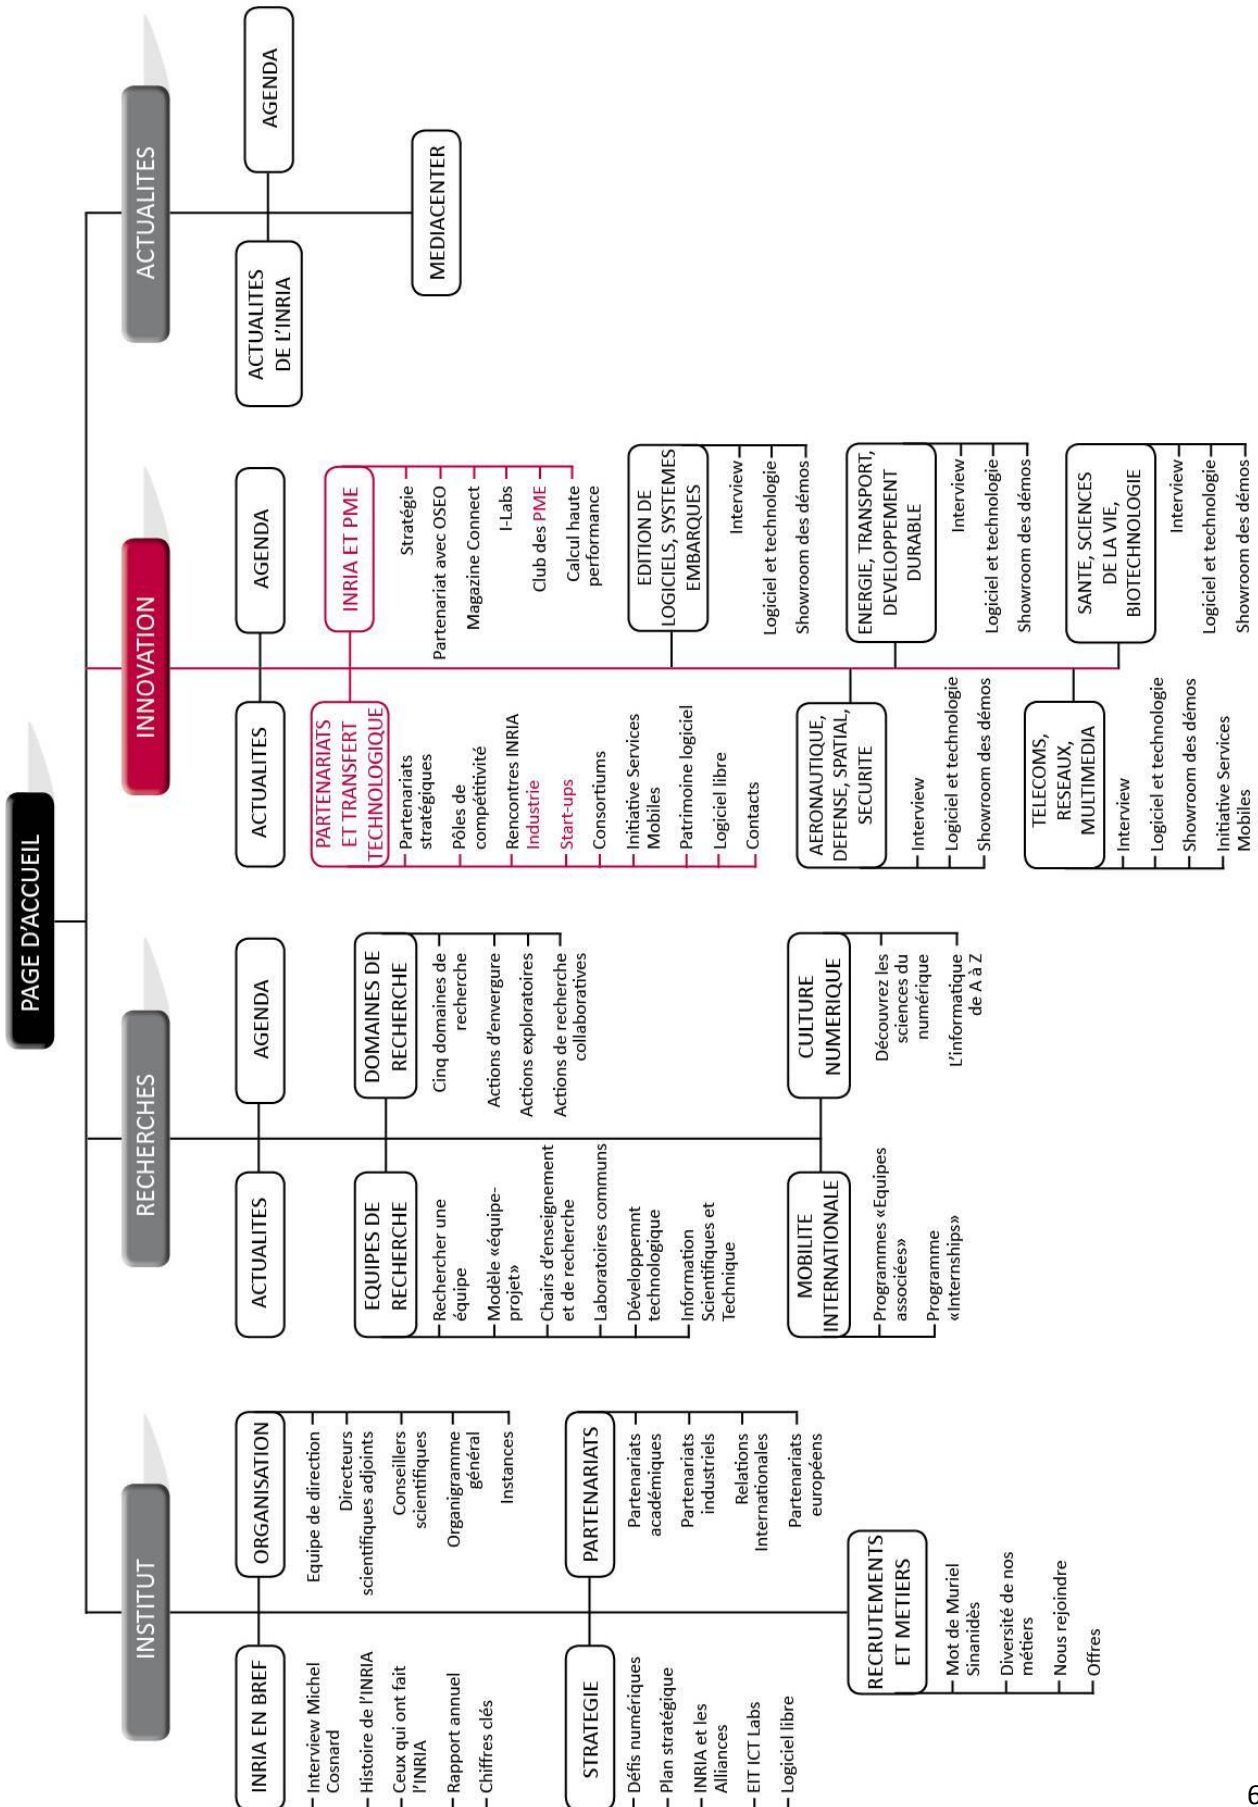 PAGE D'ACCUEIL
INSTITUT
INRIA EN BREF
Interview Michel
Cosnard
Histoire de l'INRIA
Ceux qui ont fait
l'INRIA
Rapport annuel
Chiffres clés
ORGANISATION
Equipe de direction
Directeurs
scientifiques adjoints
Conseillers
scientifiques
Organigramme
général
Instances
STRATEGIE
Défis numériques
Plan stratégique
INRIA et les
Alliances
EIT ICT Labs
Logiciel libre
PARTENARIATS
Partenariats
académiques
Partenariats
industriels
Relations
Internationales
Partenariats
européens
RECRUTEMENTS
ET METIERS
Mot de Muriel
Sinanidès
Diversité de nos
métiers
Nous rejoindre
Offres
RECHERCHES
ACTUALITES
AGENDA
EQUIPES DE
RECHERCHE
Rechercher une
équipe
Modèle «équipe-
projet»
Chairs d'enseignement
et de recherche
Laboratoires communs
Développemnt
technologique
Information
Scientifiques et
Technique
DOMAINES DE
RECHERCHE
Cinq domaines de
recherche
Actions d'envergure
Actions exploratoires
Actions de recherche
collaboratives
MOBILITE
INTERNATIONALE
Programmes «Equipes
associées»
Programme
«Internships»
CULTURE
NUMERIQUE
Découvrez les
sciences du
numérique
L'informatique
de A à Z
INNOVATION
ACTUALITES
AGENDA
PARTENARIATS
ET TRANSFERT
TECHNOLOGIQUE
Partenariats
stratégiques
Pôles de
compétitivité
Rencontres INRIA
Industrie
Start-ups
Consortiums
Initiative Services
Mobiles
Patrimoine logiciel
Logiciel libre
Contacts
INRIA ET PME
Stratégie
Partenariat avec OSEO
Magazine Connect
I-Labs
Club des PME
Calcul haute
performance
EDITION DE
LOGICIELS, SYSTEMES
EMBARQUES
Interview
Logiciel et technologie
Showroom des démos
AERONAUTIQUE,
DEFENSE, SPATIAL,
SECURITE
Interview
Logiciel et technologie
Showroom des démos
ENERGIE, TRANSPORT,
DEVELOPPEMENT
DURABLE
Interview
Logiciel et technologie
Showroom des démos
TELECOMS,
RESEAUX,
MULTIMEDIA
Interview
Logiciel et technologie
Showroom des démos
Initiative Services
Mobiles
SANTE, SCIENCES
DE LA VIE,
BIOTECHNOLOGIE
Interview
Logiciel et technologie
Showroom des démos
ACTUALITES
ACTUALITES
DE L'INRIA
AGENDA
MEDIACENTER
6